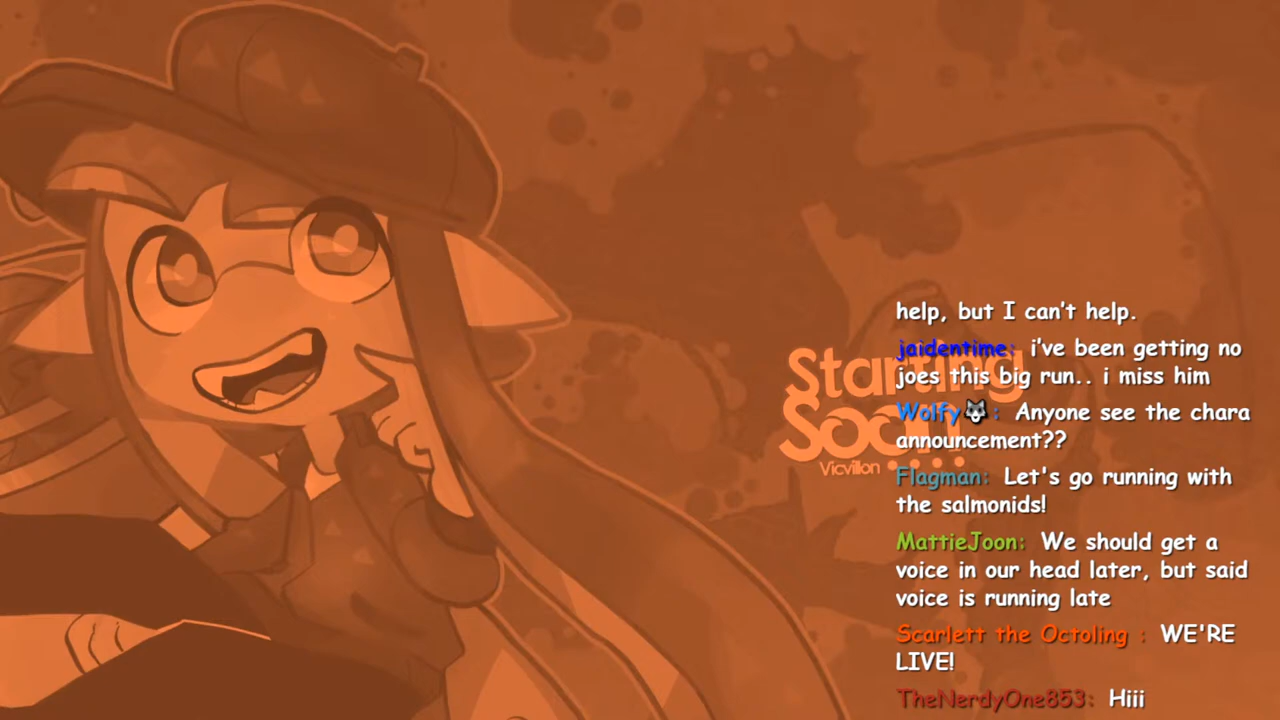 help, but I can't help.
jaidentime: i've been getting no
joes this big run.. i miss him
Wolfy🐺: Anyone see the chara
announcement??
Flagman: Let's go running with
the salmonids!
MattieJoon: We should get a
voice in our head later, but said
voice is running late
Scarlett the Octoling : WE'RE
LIVE!
TheNerdyOne853: Hiii
Starting
Soon
Vicvillon